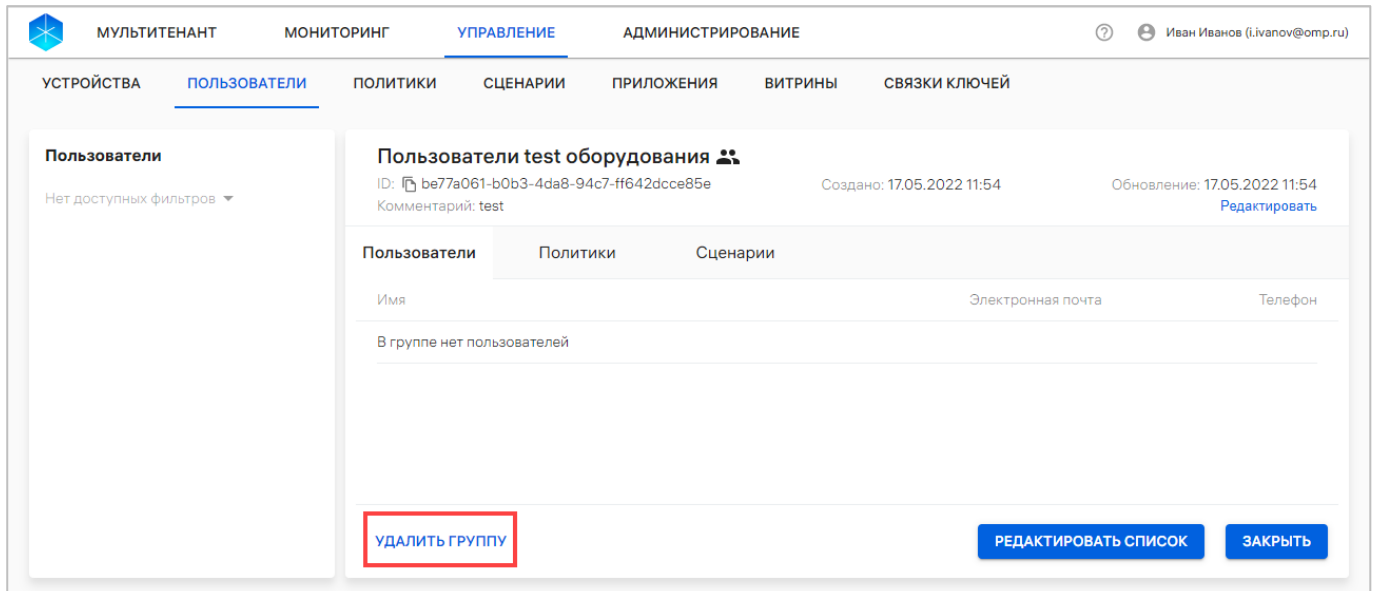 МУЛЬТИТЕНАНТ МОНИТОРИНГ УПРАВЛЕНИЕ АДМИНИСТРИРОВАНИЕ ? Иван Иванов (i.ivanov@omp.ru)
УСТРОЙСТВА ПОЛЬЗОВАТЕЛИ ПОЛИТИКИ СЦЕНАРИИ ПРИЛОЖЕНИЯ ВИТРИНЫ СВЯЗКИ КЛЮЧЕЙ
Пользователи
Нет доступных фильтров
Пользователи test оборудования
ID: be77a061-b0b3-4da8-94c7-ff642dcce85e Создано: 17.05.2022 11:54 Обновление: 17.05.2022 11:54
Комментарий: test Редактировать
Пользователи Политики Сценарии
Имя Электронная почта Телефон
В группе нет пользователей
УДАЛИТЬ ГРУППУ РЕДАКТИРОВАТЬ СПИСОК ЗАКРЫТЬ